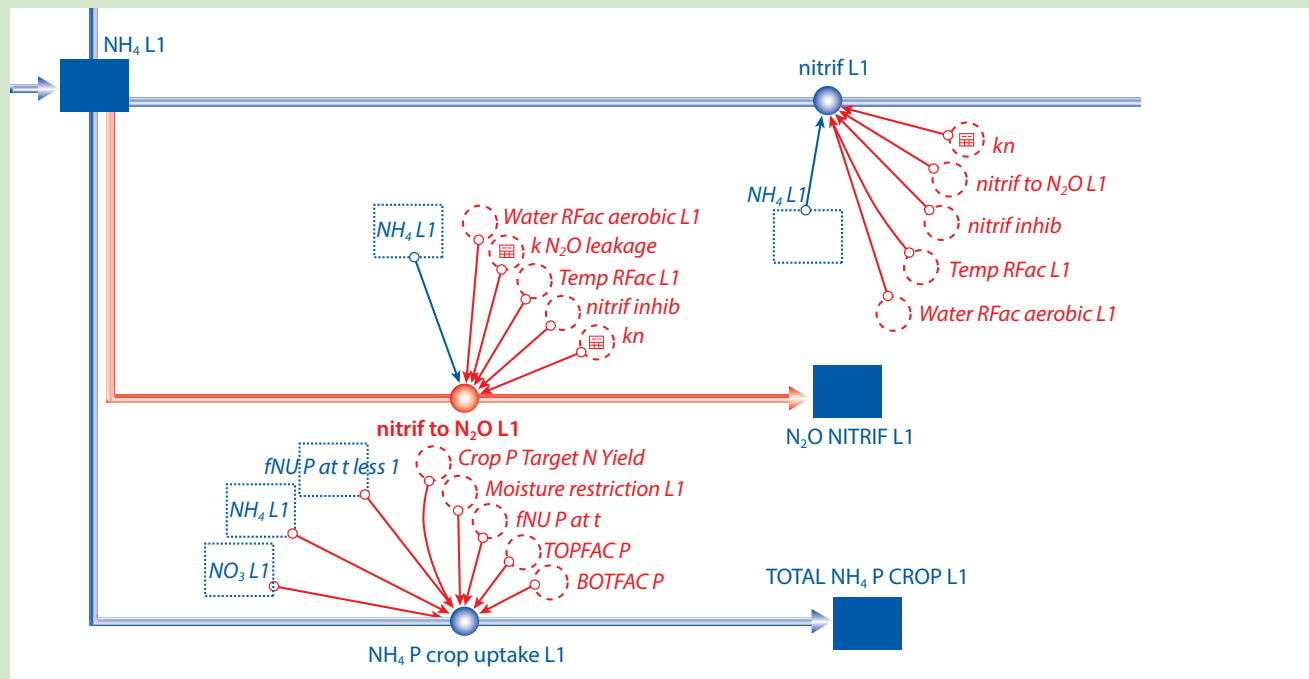 NH₄ L1
nitrif L1
kn
nitrif to N₂O L1
NH₄ L1
nitrif inhib
Temp RFac L1
Water RFac aerobic L1
NH₄ L1
Water RFac aerobic L1
k N₂O leakage
Temp RFac L1
nitrif inhib
kn
nitrif to N₂O L1
N₂O NITRIF L1
fNU P at t less 1
NH₄ L1
NO₃ L1
Crop P Target N Yield
Moisture restriction L1
fNU P at t
TOPFAC P
BOTFAC P
TOTAL NH₄ P CROP L1
NH₄ P crop uptake L1